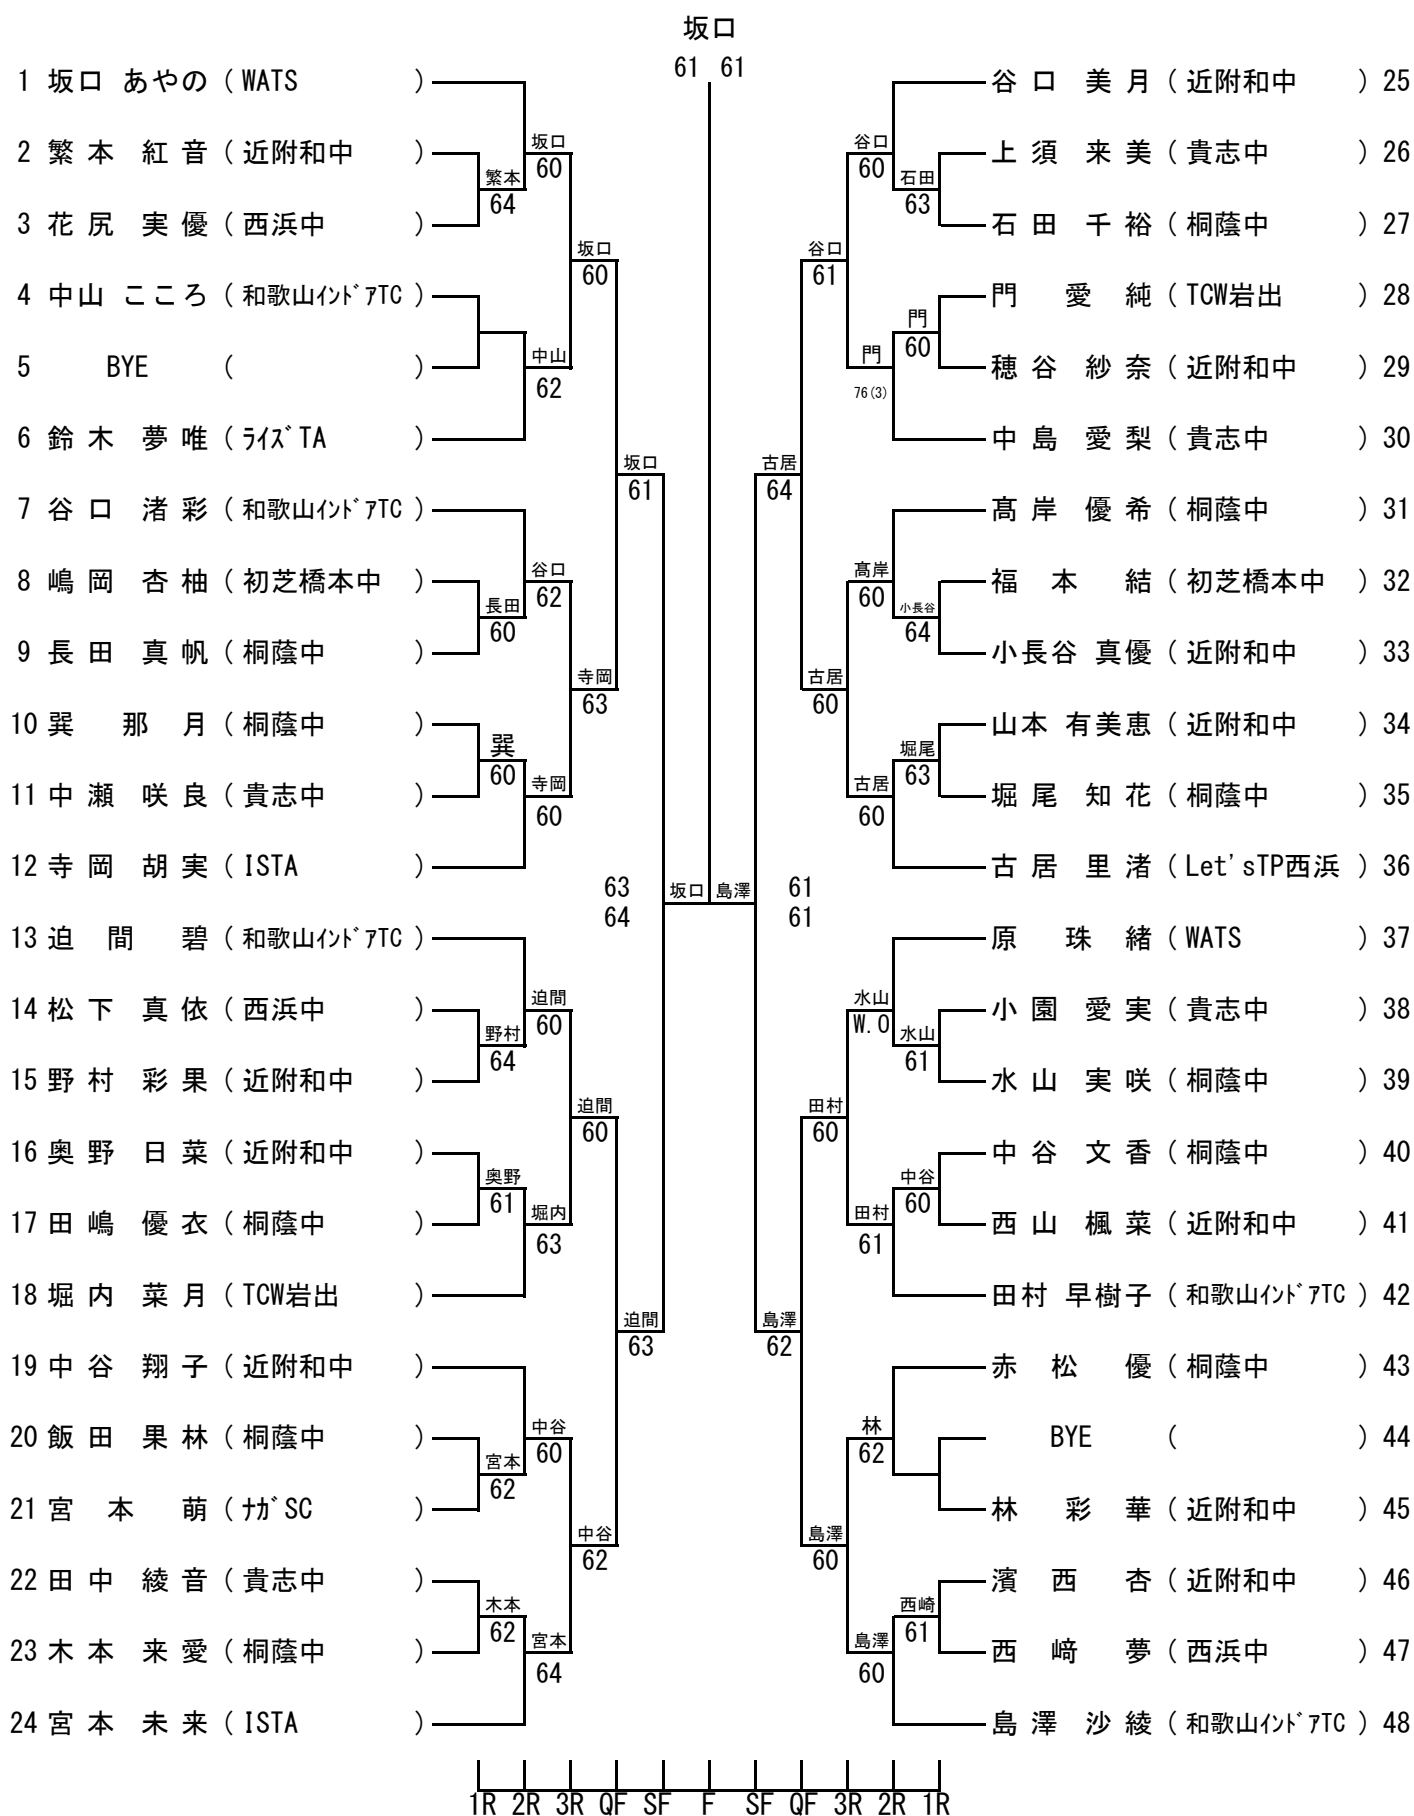 坂口
61 61
1 坂口 あやの ( WATS )
2 繁本 紅音 ( 近附和中 )
3 花尻 実優 ( 西浜中 )
4 中山 こころ ( 和歌山ｲﾝﾄﾞｱTC )
5 BYE ( )
6 鈴木 夢唯 ( ﾗｲｽﾞTA )
7 谷口 渚彩 ( 和歌山ｲﾝﾄﾞｱTC )
8 嶋岡 杏柚 ( 初芝橋本中 )
9 長田 真帆 ( 桐蔭中 )
10 巽 那月 ( 桐蔭中 )
11 中瀬 咲良 ( 貴志中 )
12 寺岡 胡実 ( ISTA )
13 迫間 碧 ( 和歌山ｲﾝﾄﾞｱTC )
14 松下 真依 ( 西浜中 )
15 野村 彩果 ( 近附和中 )
16 奥野 日菜 ( 近附和中 )
17 田嶋 優衣 ( 桐蔭中 )
18 堀内 菜月 ( TCW岩出 )
19 中谷 翔子 ( 近附和中 )
20 飯田 果林 ( 桐蔭中 )
21 宮本 萌 ( ﾅｶﾞSC )
22 田中 綾音 ( 貴志中 )
23 木本 来愛 ( 桐蔭中 )
24 宮本 未来 ( ISTA )
繁本
64
長田
60
巽
60
野村
64
奥野
61
宮本
62
木本
62
坂口
60
中山
62
谷口
62
寺岡
60
迫間
60
堀内
63
中谷
60
宮本
64
坂口
60
寺岡
63
迫間
60
中谷
62
坂口
61
迫間
63
63
64
坂口
島澤
61
61
古居
64
島澤
62
谷口
61
古居
60
田村
60
島澤
60
谷口
60
門
76(3)
髙岸
60
古居
60
水山
W.O
田村
61
林
62
島澤
60
石田
63
門
60
小長谷
64
堀尾
63
水山
61
中谷
60
西崎
61
谷口 美月 ( 近附和中 ) 25
上須 来美 ( 貴志中 ) 26
石田 千裕 ( 桐蔭中 ) 27
門 愛純 ( TCW岩出 ) 28
穂谷 紗奈 ( 近附和中 ) 29
中島 愛梨 ( 貴志中 ) 30
髙岸 優希 ( 桐蔭中 ) 31
福本 結 ( 初芝橋本中 ) 32
小長谷 真優 ( 近附和中 ) 33
山本 有美恵 ( 近附和中 ) 34
堀尾 知花 ( 桐蔭中 ) 35
古居 里渚 ( Let'sTP西浜 ) 36
原 珠緒 ( WATS ) 37
小園 愛実 ( 貴志中 ) 38
水山 実咲 ( 桐蔭中 ) 39
中谷 文香 ( 桐蔭中 ) 40
西山 楓菜 ( 近附和中 ) 41
田村 早樹子 ( 和歌山ｲﾝﾄﾞｱTC ) 42
赤松 優 ( 桐蔭中 ) 43
BYE ( ) 44
林 彩華 ( 近附和中 ) 45
濱西 杏 ( 近附和中 ) 46
西﨑 夢 ( 西浜中 ) 47
島澤 沙綾 ( 和歌山ｲﾝﾄﾞｱTC ) 48
1R 2R 3R QF SF F SF QF 3R 2R 1R